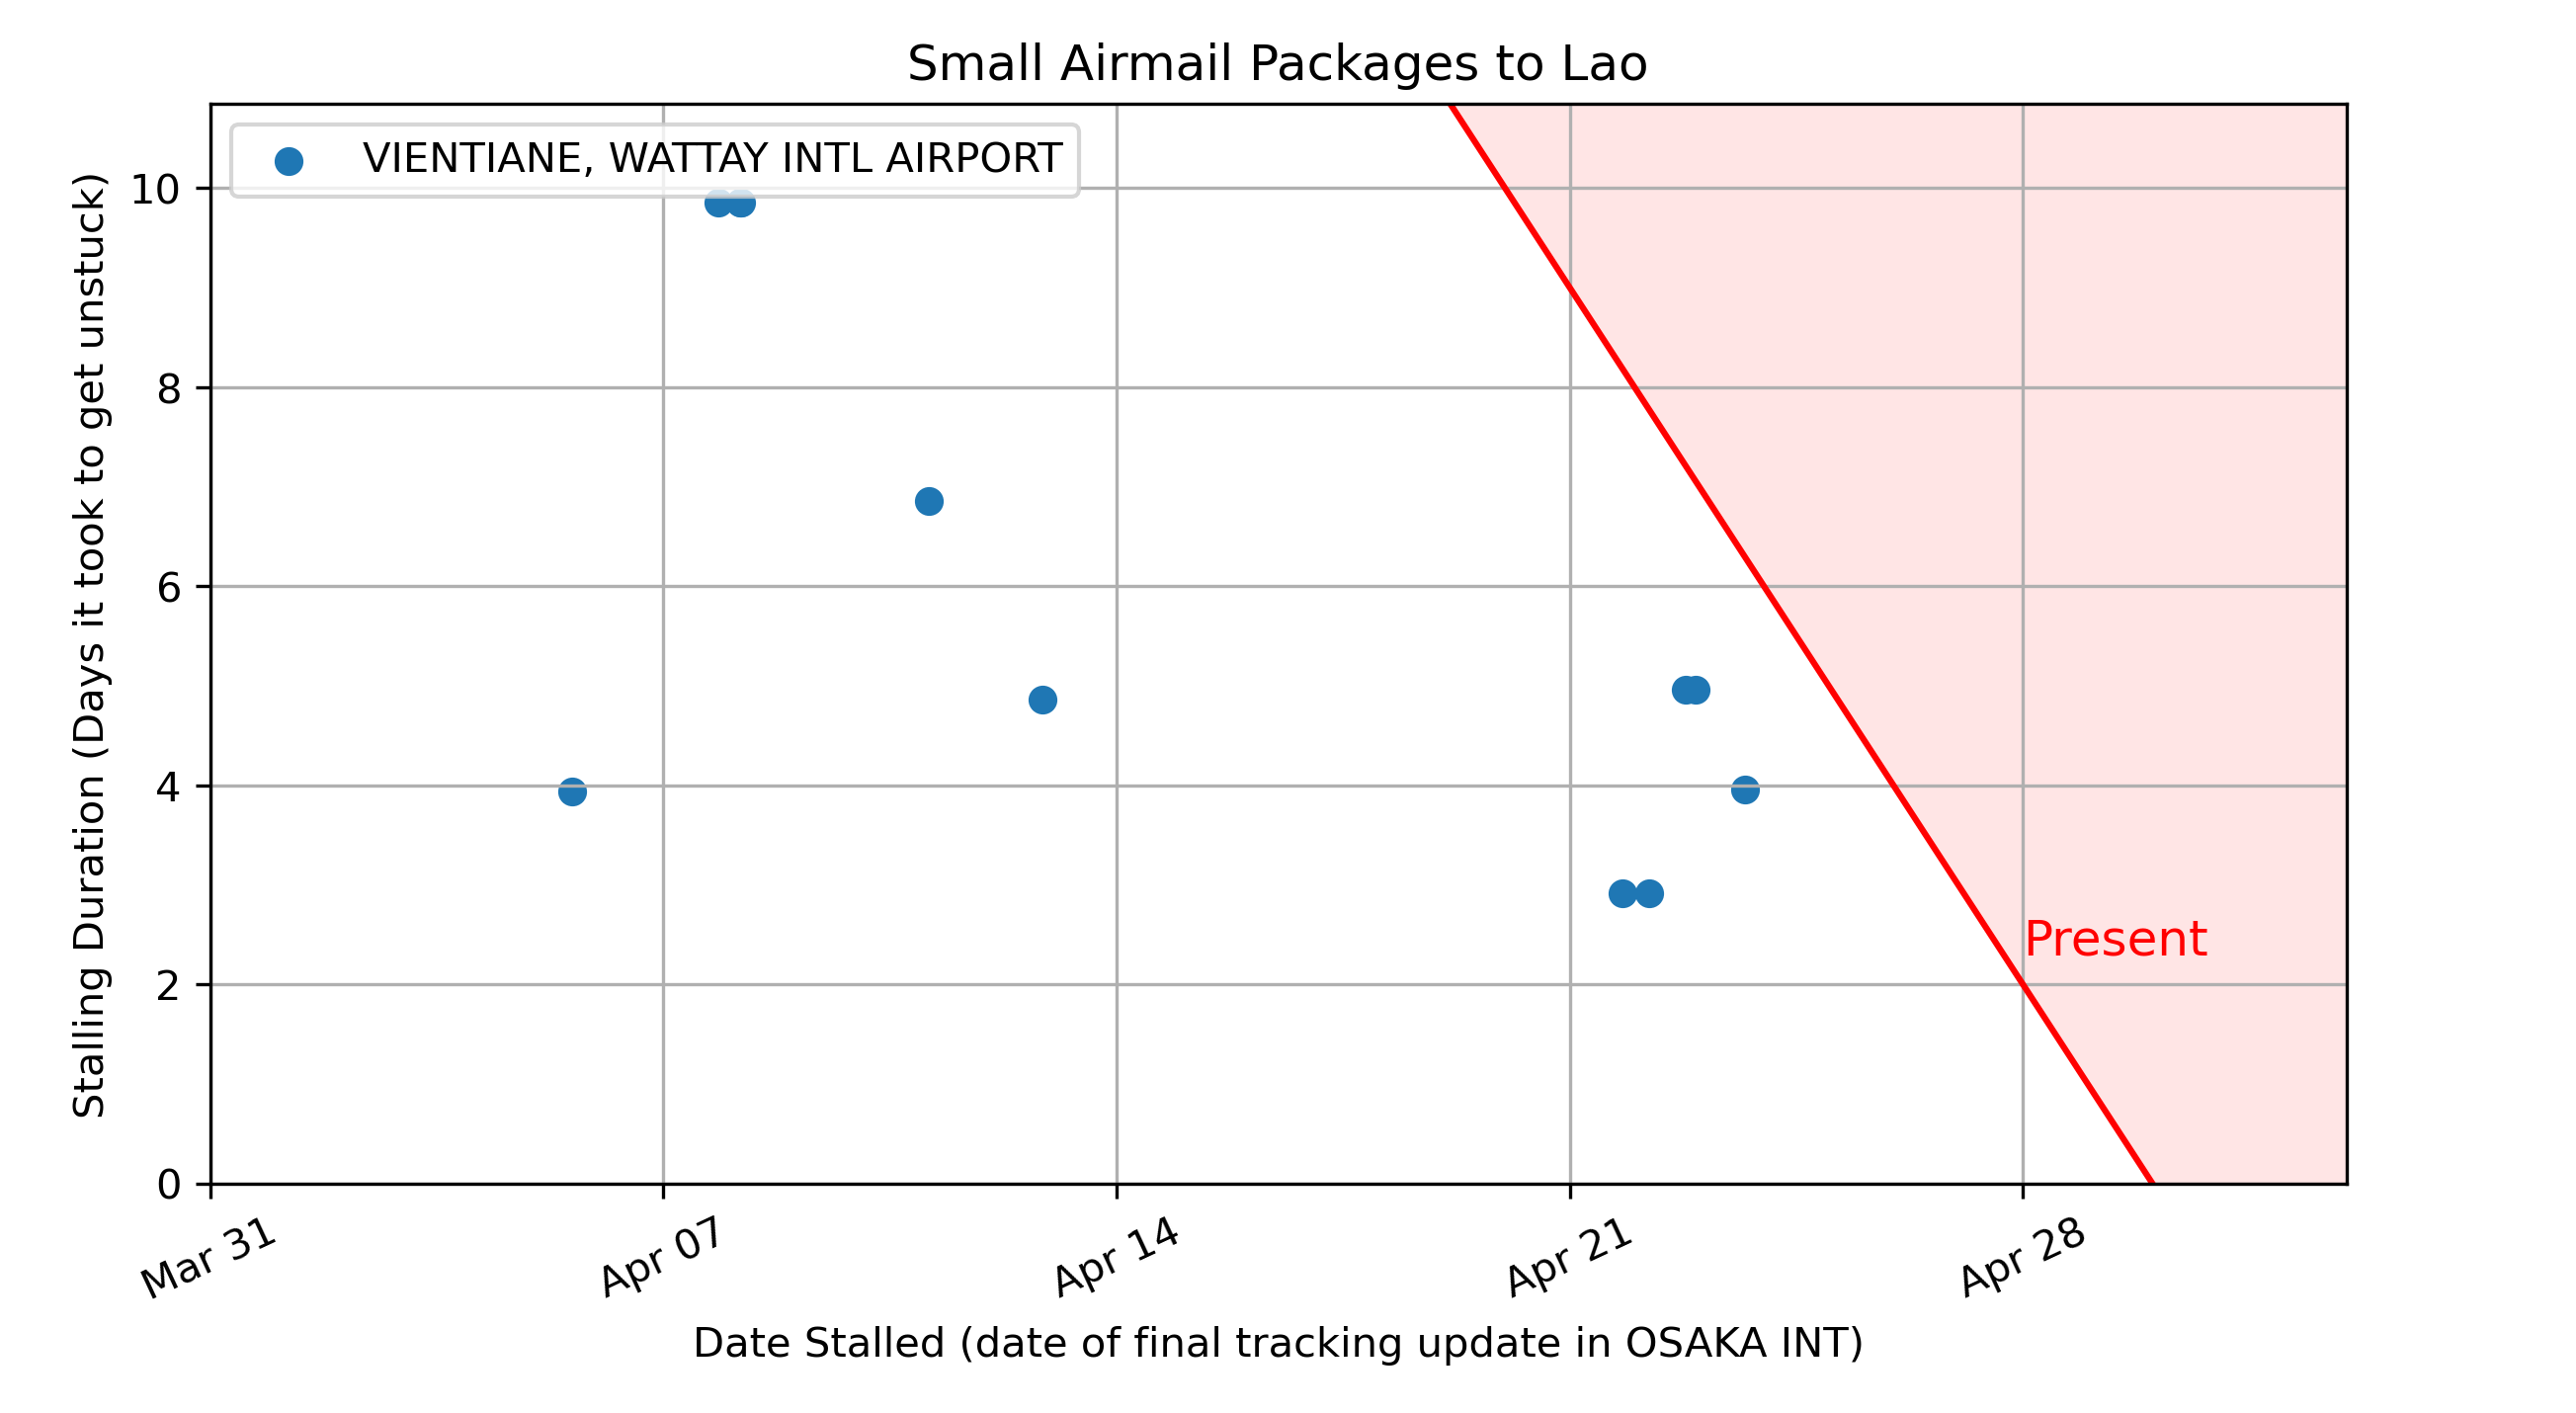 Small Airmail Packages to Lao
VIENTIANE, WATTAY INTL AIRPORT
Stalling Duration (Days it took to get unstuck)
10
8
6
4
2
0
Present
Mar 31
Apr 07
Apr 14
Apr 21
Apr 28
Date Stalled (date of final tracking update in OSAKA INT)